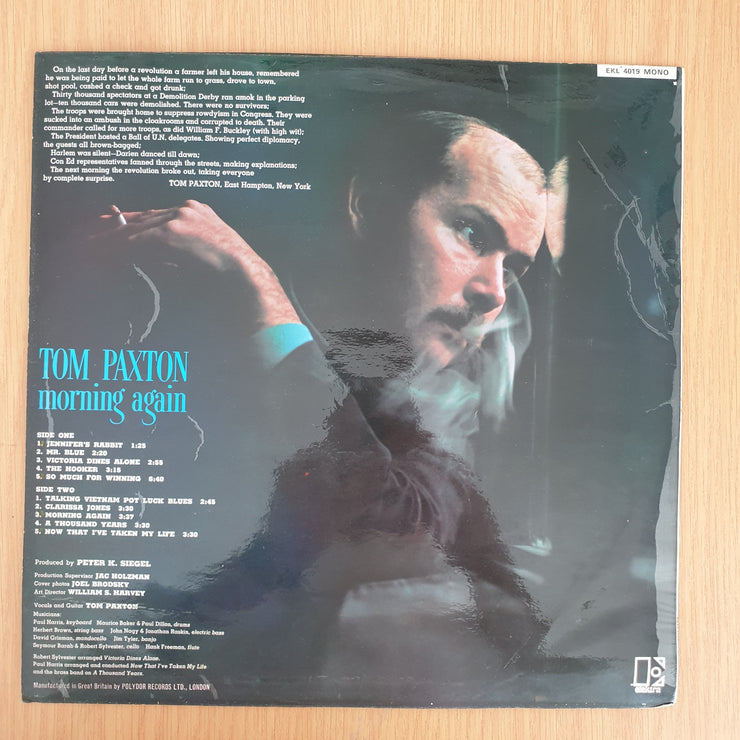 On the last day before a revolution a farmer left his house, remembered
he was being paid to let the whole farm run to grass, drove to town,
shot pool, cashed a check and got drunk;
Thirty thousand spectators at a Demolition Derby ran amok in the parking
lot—ten thousand cars were demolished. There were no survivors;
The troops were brought home to suppress rowdyism in Congress. They were
sucked into an ambush in the cloakrooms and corrupted to death. Their
commander called for more troops, as did William F. Buckley (with high wit);
The President hosted a Ball of U.N. delegates. Showing perfect diplomacy,
the guests all brown-bagged;
Harlem was silent—Darien danced till dawn;
Con Ed representatives fanned through the streets, making explanations;
The next morning the revolution broke out, taking everyone
by complete surprise.
TOM PAXTON, East Hampton, New York
EKL 4019 MONO
TOM PAXTON
morning again
SIDE ONE
1. JENNIFER'S RABBIT 1:25
2. MR. BLUE 2:20
3. VICTORIA DINES ALONE 2:55
4. THE HOOKER 3:15
5. SO MUCH FOR WINNING 5:40
SIDE TWO
1. TALKING VIETNAM POT LUCK BLUES 2:45
2. CLARISSA JONES 3:30
3. MORNING AGAIN 3:37
4. A THOUSAND YEARS 3:30
5. NOW THAT I'VE TAKEN MY LIFE 3:30
Produced by PETER K. SIEGEL
Production Supervisor JAC HOLZMAN
Cover photos JOEL BRODSKY
Art Director WILLIAM S. HARVEY
Vocals and Guitar TOM PAXTON
Musicians:
Paul Harris, keyboard Maurice Baker & Paul Dillon, drums
Herbert Brown, string bass John Nagy & Jonathan Raskin, electric bass
David Grisman, mandocello Jim Tyler, banjo
Seymour Barab & Robert Sylvester, cello Hank Freeman, flute
Robert Sylvester arranged Victoria Dines Alone.
Paul Harris arranged and conducted Now That I've Taken My Life
and the brass band on A Thousand Years.
Manufactured in Great Britain by POLYDOR RECORDS LTD., LONDON
elektra